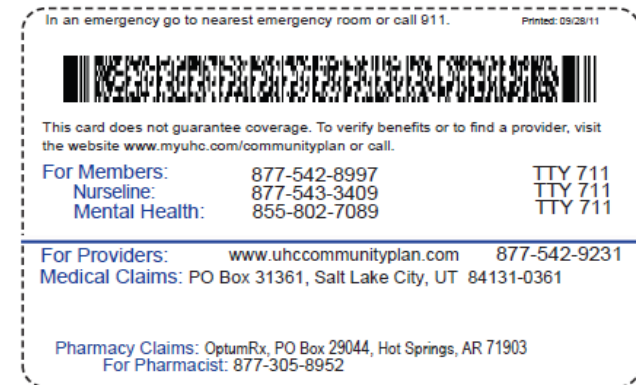 In an emergency go to nearest emergency room or call 911. Printed: 09/28/11
This card does not guarantee coverage. To verify benefits or to find a provider, visit
the website www.myuhc.com/communityplan or call.
For Members: 877-542-8997 TTY 711
Nurseline: 877-543-3409 TTY 711
Mental Health: 855-802-7089 TTY 711
For Providers: www.uhccommunityplan.com 877-542-9231
Medical Claims: PO Box 31361, Salt Lake City, UT 84131-0361
Pharmacy Claims: OptumRx, PO Box 29044, Hot Springs, AR 71903
For Pharmacist: 877-305-8952